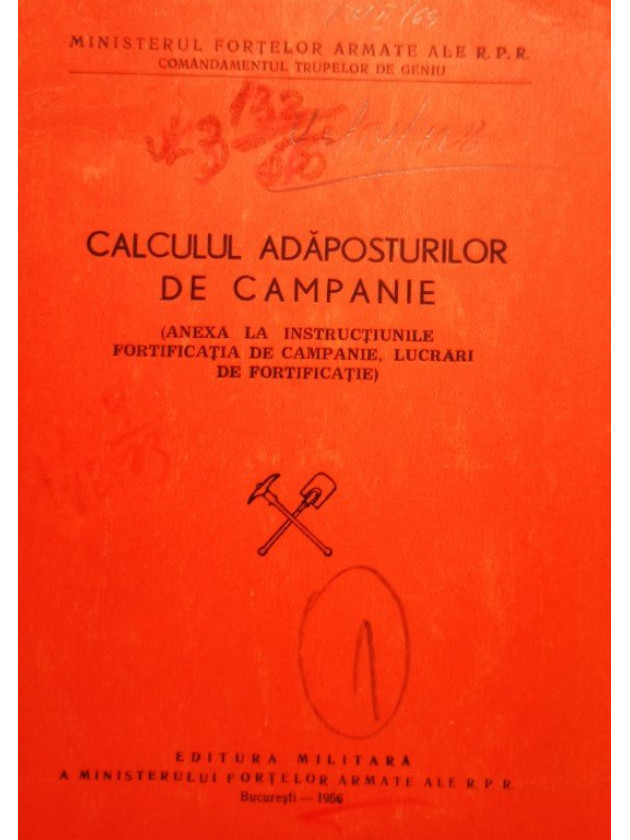 MINISTERUL FORȚELOR ARMATE ALE R.P.R.
COMANDAMENTUL TRUPELOR DE GENIU
CALCULUL ADĂPOSTURILOR
DE CAMPANIE
(ANEXA LA INSTRUCȚIUNILE
FORTIFICAȚIA DE CAMPANIE, LUCRĂRI
DE FORTIFICAȚIE)
1
EDITURA MILITARĂ
A MINISTERULUI FORȚELOR ARMATE ALE R.P.R.
București — 1956